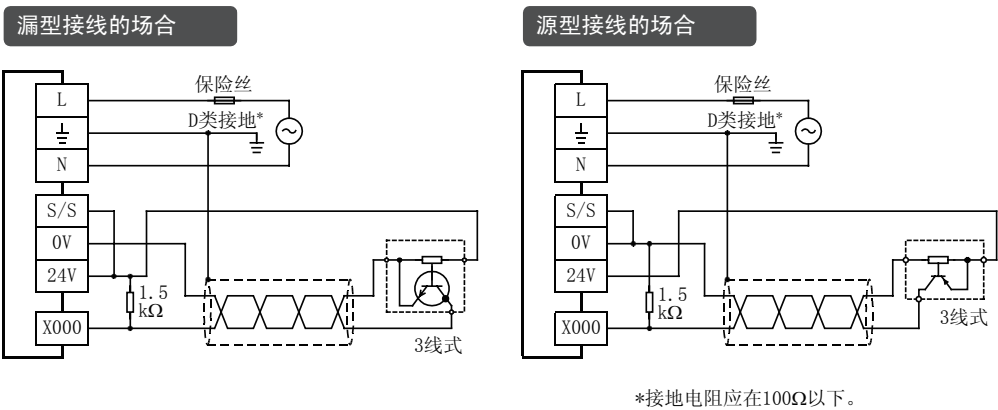 漏型接线的场合
L
N
S/S
0V
24V
X000
保险丝
D类接地*
1.5
kΩ
3线式
源型接线的场合
L
N
S/S
0V
24V
X000
保险丝
D类接地*
1.5
kΩ
3线式
*接地电阻应在100Ω以下。